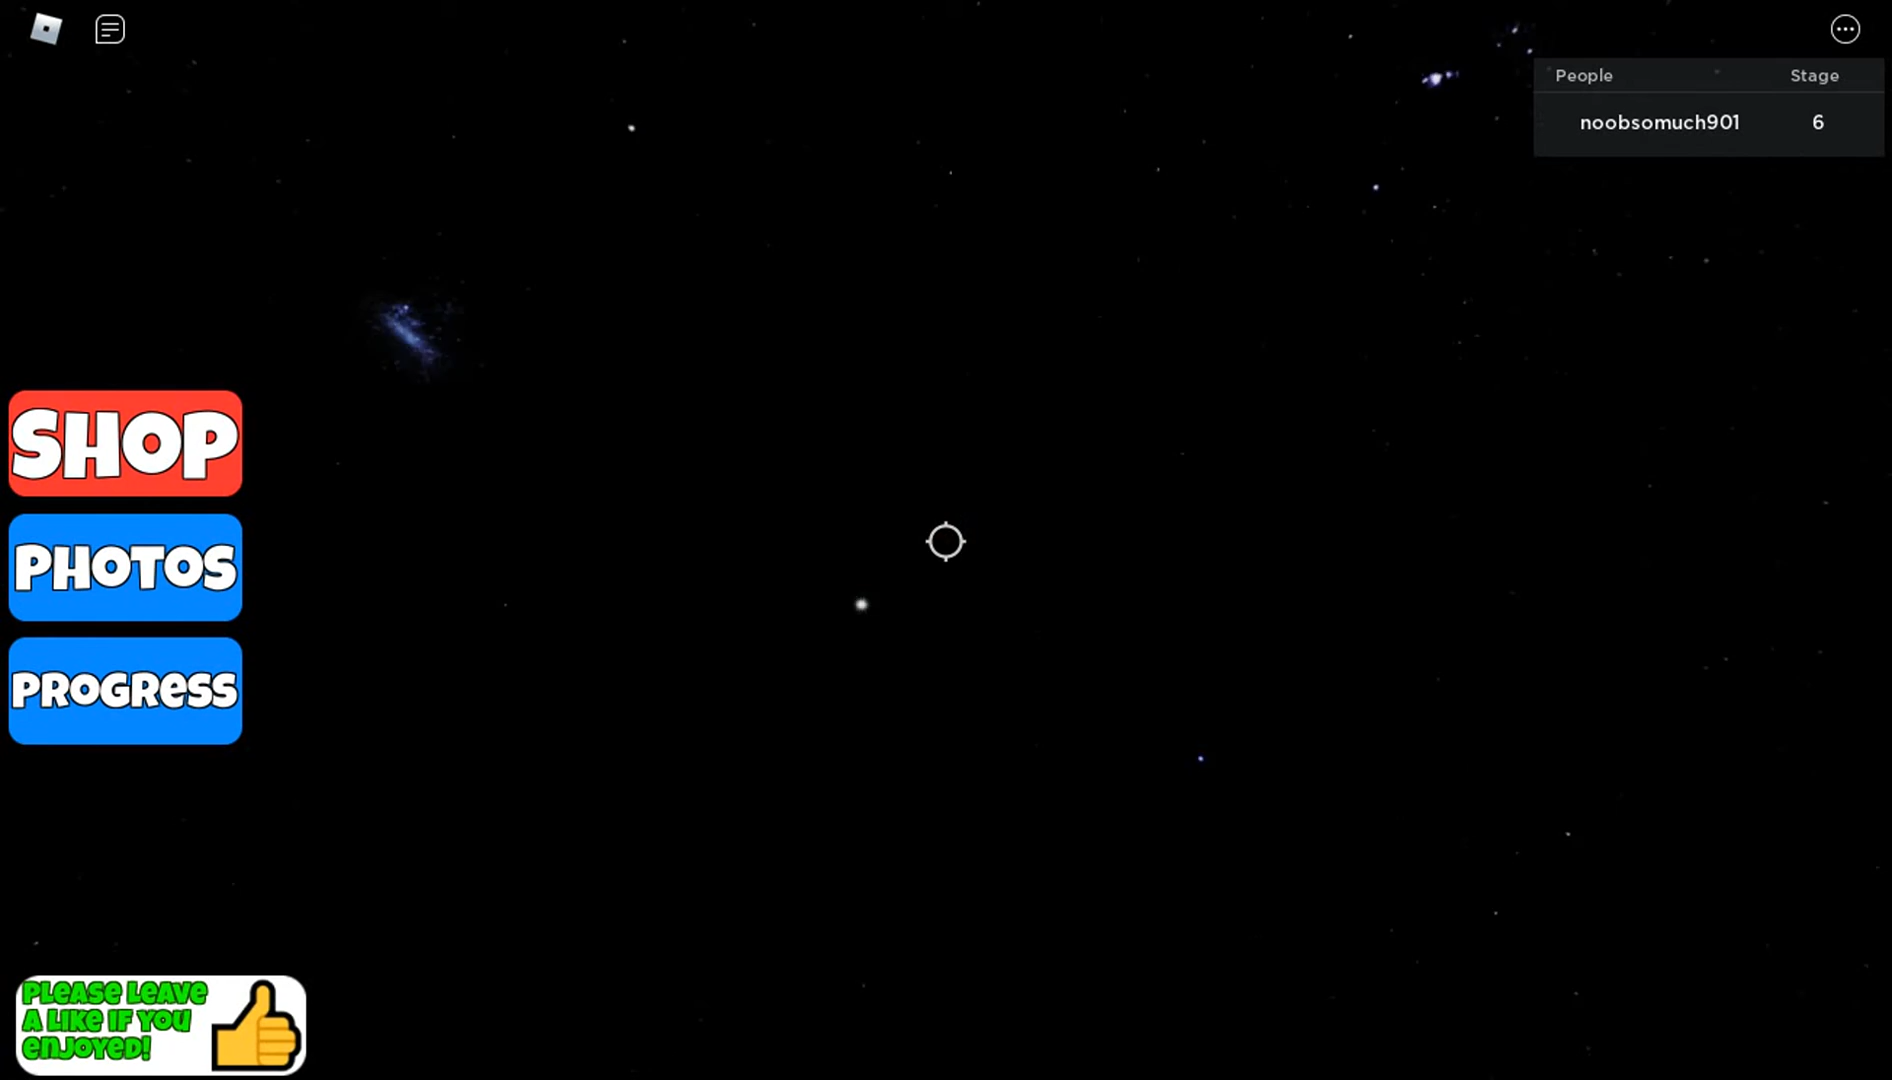 People Stage
noobsomuch901 6
SHOP
PHOTOS
PROGRESS
PLEASE LEAVE
A LIKE IF YOU
ENJOYED!